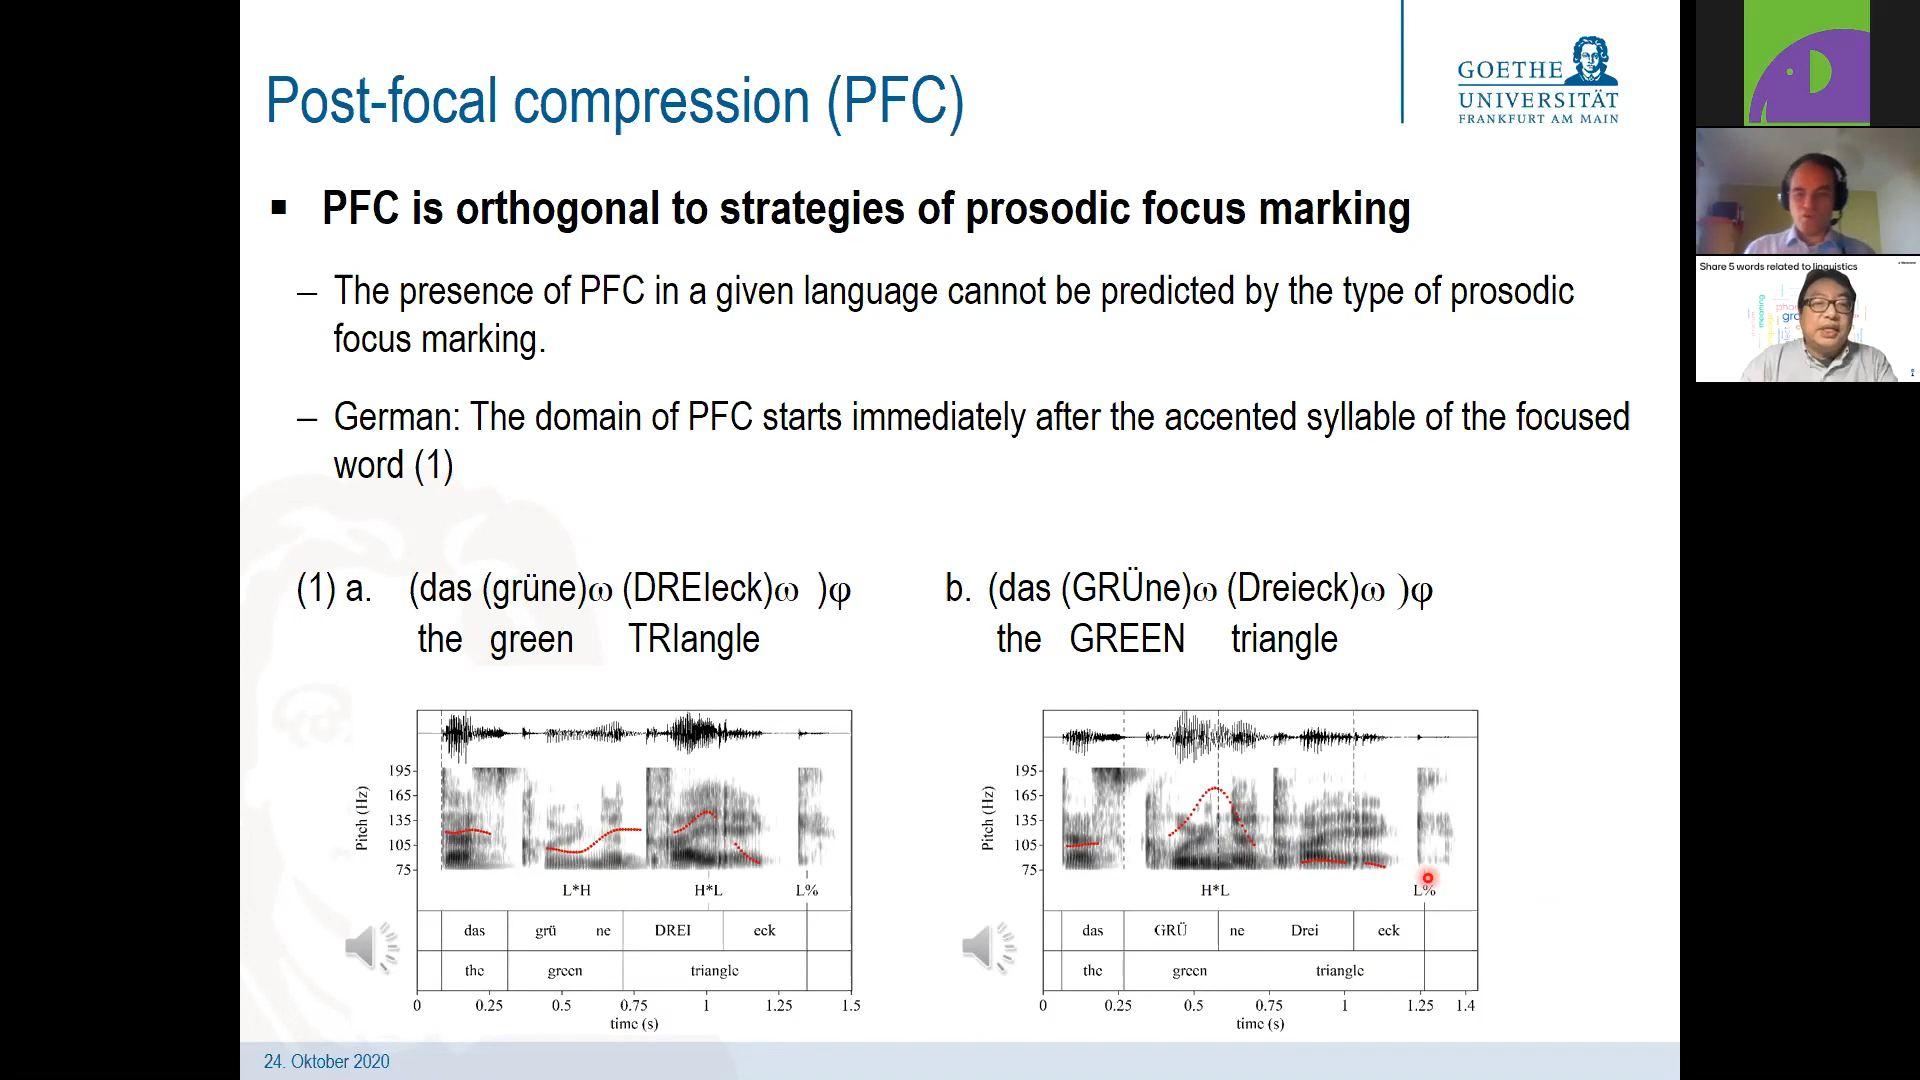 Post-focal compression (PFC)
GOETHE
UNIVERSITÄT
FRANKFURT AM MAIN
▪ PFC is orthogonal to strategies of prosodic focus marking
– The presence of PFC in a given language cannot be predicted by the type of prosodic
focus marking.
– German: The domain of PFC starts immediately after the accented syllable of the focused
word (1)
(1) a. (das (grüne)ω (DREIeck)ω )φ
the green TRIangle
b. (das (GRÜne)ω (Dreieck)ω )φ
the GREEN triangle
Pitch (Hz)
195
165
135
105
75
L*H H*L L%
das grü ne DREI eck
the green triangle
0 0.25 0.5 0.75 1 1.25 1.5
time (s)
Pitch (Hz)
195
165
135
105
75
H*L L%
das GRÜ ne Drei eck
the green triangle
0 0.25 0.5 0.75 1 1.25 1.4
time (s)
24. Oktober 2020
Share 5 words related to linguistics
meaning